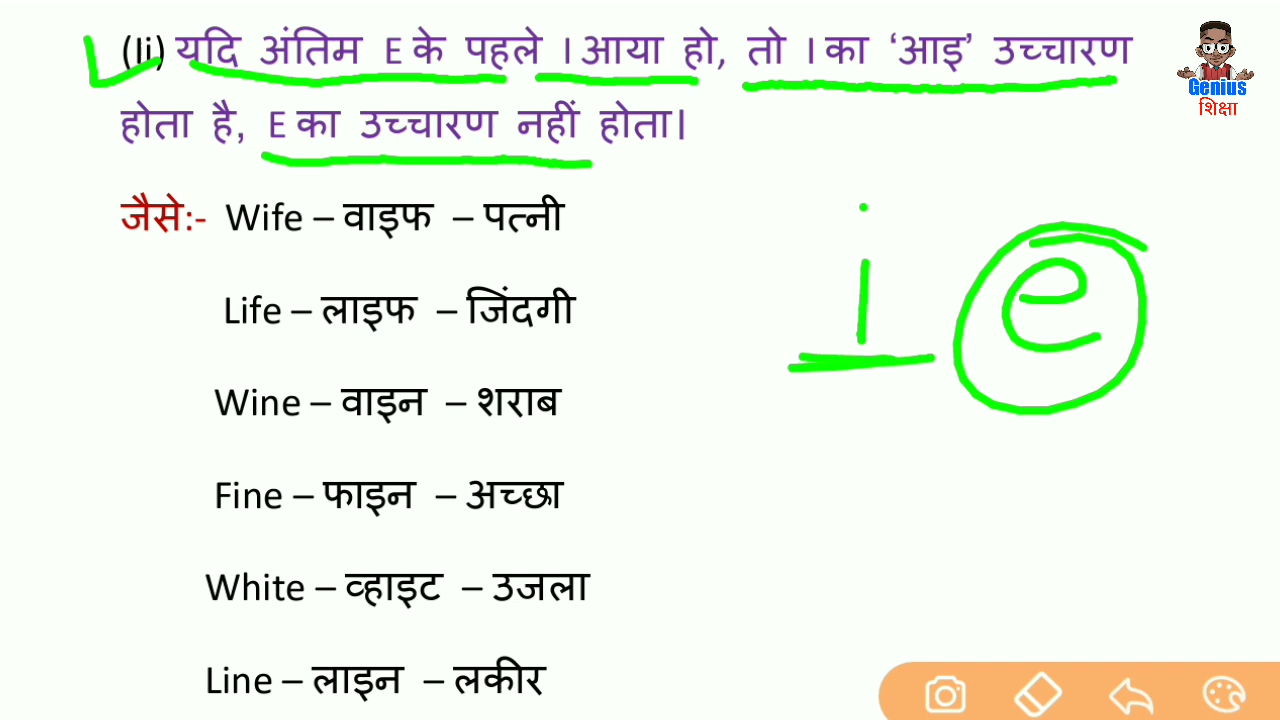 (Ii) यदि अंतिम E के पहले I आया हो, तो I का ‘आइ’ उच्चारण
होता है, E का उच्चारण नहीं होता।
जैसे:- Wife – वाइफ – पत्नी
Life – लाइफ – जिंदगी
Wine – वाइन – शराब
Fine – फाइन – अच्छा
White – व्हाइट – उजला
Line – लाइन – लकीर
i e
Genius
शिक्षा